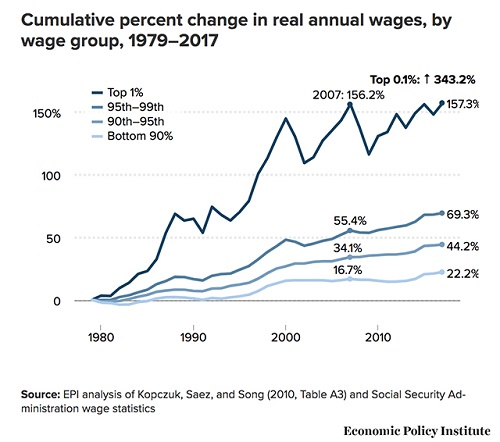 Cumulative percent change in real annual wages, by
wage group, 1979–2017
Top 0.1%: ↑ 343.2%
Top 1%
95th–99th
90th–95th
Bottom 90%
2007: 156.2%
157.3%
150%
100
50
0
55.4%
69.3%
34.1%
44.2%
16.7%
22.2%
1980
1990
2000
2010
Source: EPI analysis of Kopczuk, Saez, and Song (2010, Table A3) and Social Security Ad-
ministration wage statistics
Economic Policy Institute